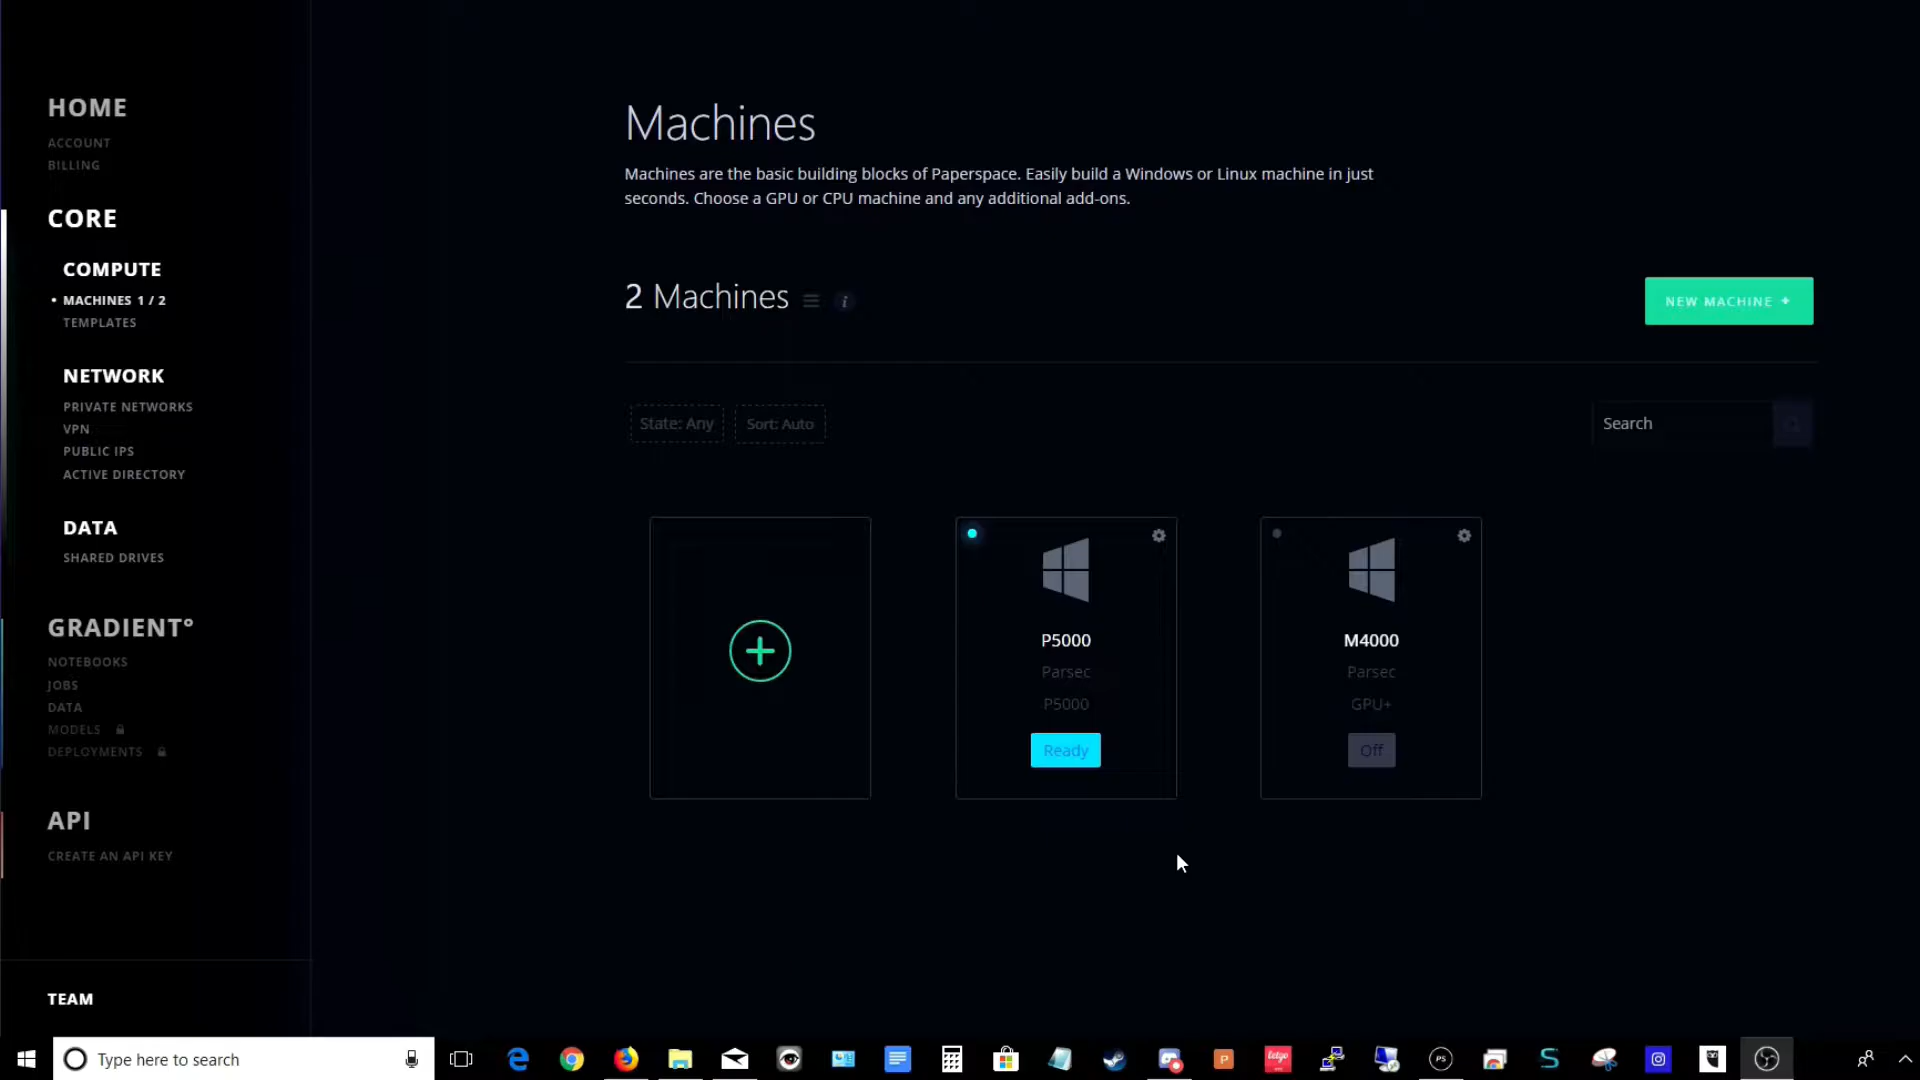 HOME
ACCOUNT
BILLING
CORE
COMPUTE
MACHINES 1 / 2
TEMPLATES
NETWORK
PRIVATE NETWORKS
VPN
PUBLIC IPS
ACTIVE DIRECTORY
DATA
SHARED DRIVES
GRADIENT°
NOTEBOOKS
JOBS
DATA
MODELS
DEPLOYMENTS
API
CREATE AN API KEY
TEAM
Machines
Machines are the basic building blocks of Paperspace. Easily build a Windows or Linux machine in just
seconds. Choose a GPU or CPU machine and any additional add-ons.
2 Machines
i
NEW MACHINE +
State: Any
Sort: Auto
Search
P5000
Parsec
P5000
Ready
M4000
Parsec
GPU+
Off
Type here to search
P
letgo
PS
S